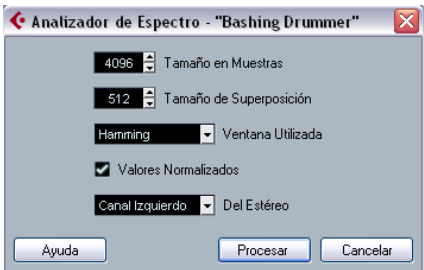 Analizador de Espectro - "Bashing Drummer"
4096 Tamaño en Muestras
512 Tamaño de Superposición
Hamming Ventana Utilizada
Valores Normalizados
Canal Izquierdo Del Estéreo
Ayuda Procesar Cancelar